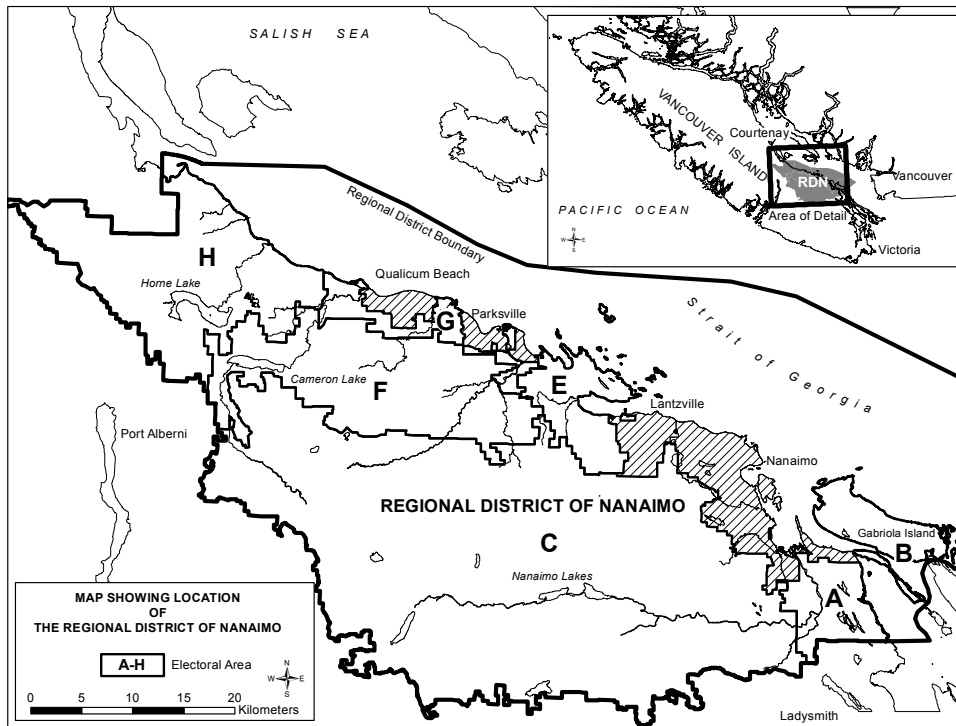 SALISH SEA
VANCOUVER ISLAND
Courtenay
RDN
Vancouver
PACIFIC OCEAN
Area of Detail
N
W E
S
Victoria
Regional District Boundary
H
Qualicum Beach
Horne Lake
G
Parksville
Strait of Georgia
Cameron Lake
F
E
Lantzville
Port Alberni
Nanaimo
REGIONAL DISTRICT OF NANAIMO
C
Gabriola Island
B
Nanaimo Lakes
A
MAP SHOWING LOCATION
OF
THE REGIONAL DISTRICT OF NANAIMO
A-H Electoral Area
N
W E
S
0 5 10 20
Kilometers
Ladysmith